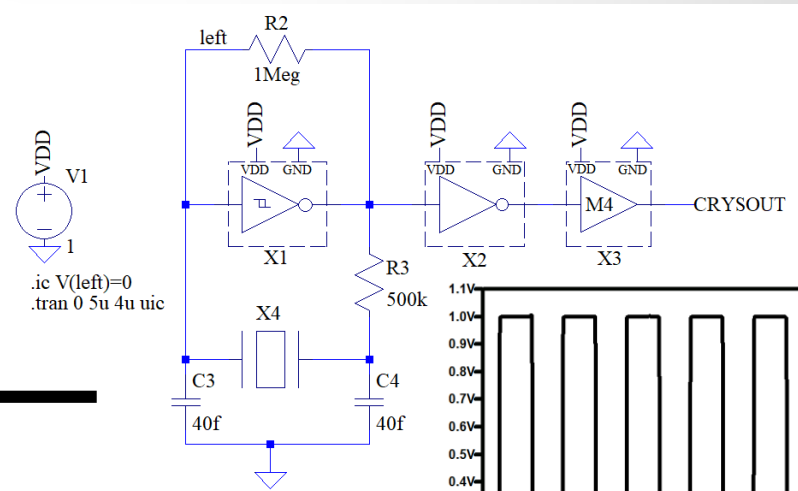 R2
left
1Meg
VDD
V1
1
.ic V(left)=0
.tran 0 5u 4u uic
VDD
VDD
GND
X1
VDD
VDD
GND
X2
VDD
VDD
GND
M4
X3
CRYSOUT
R3
500k
X4
C3
40f
C4
40f
1.1V
1.0V
0.9V
0.8V
0.7V
0.6V
0.5V
0.4V